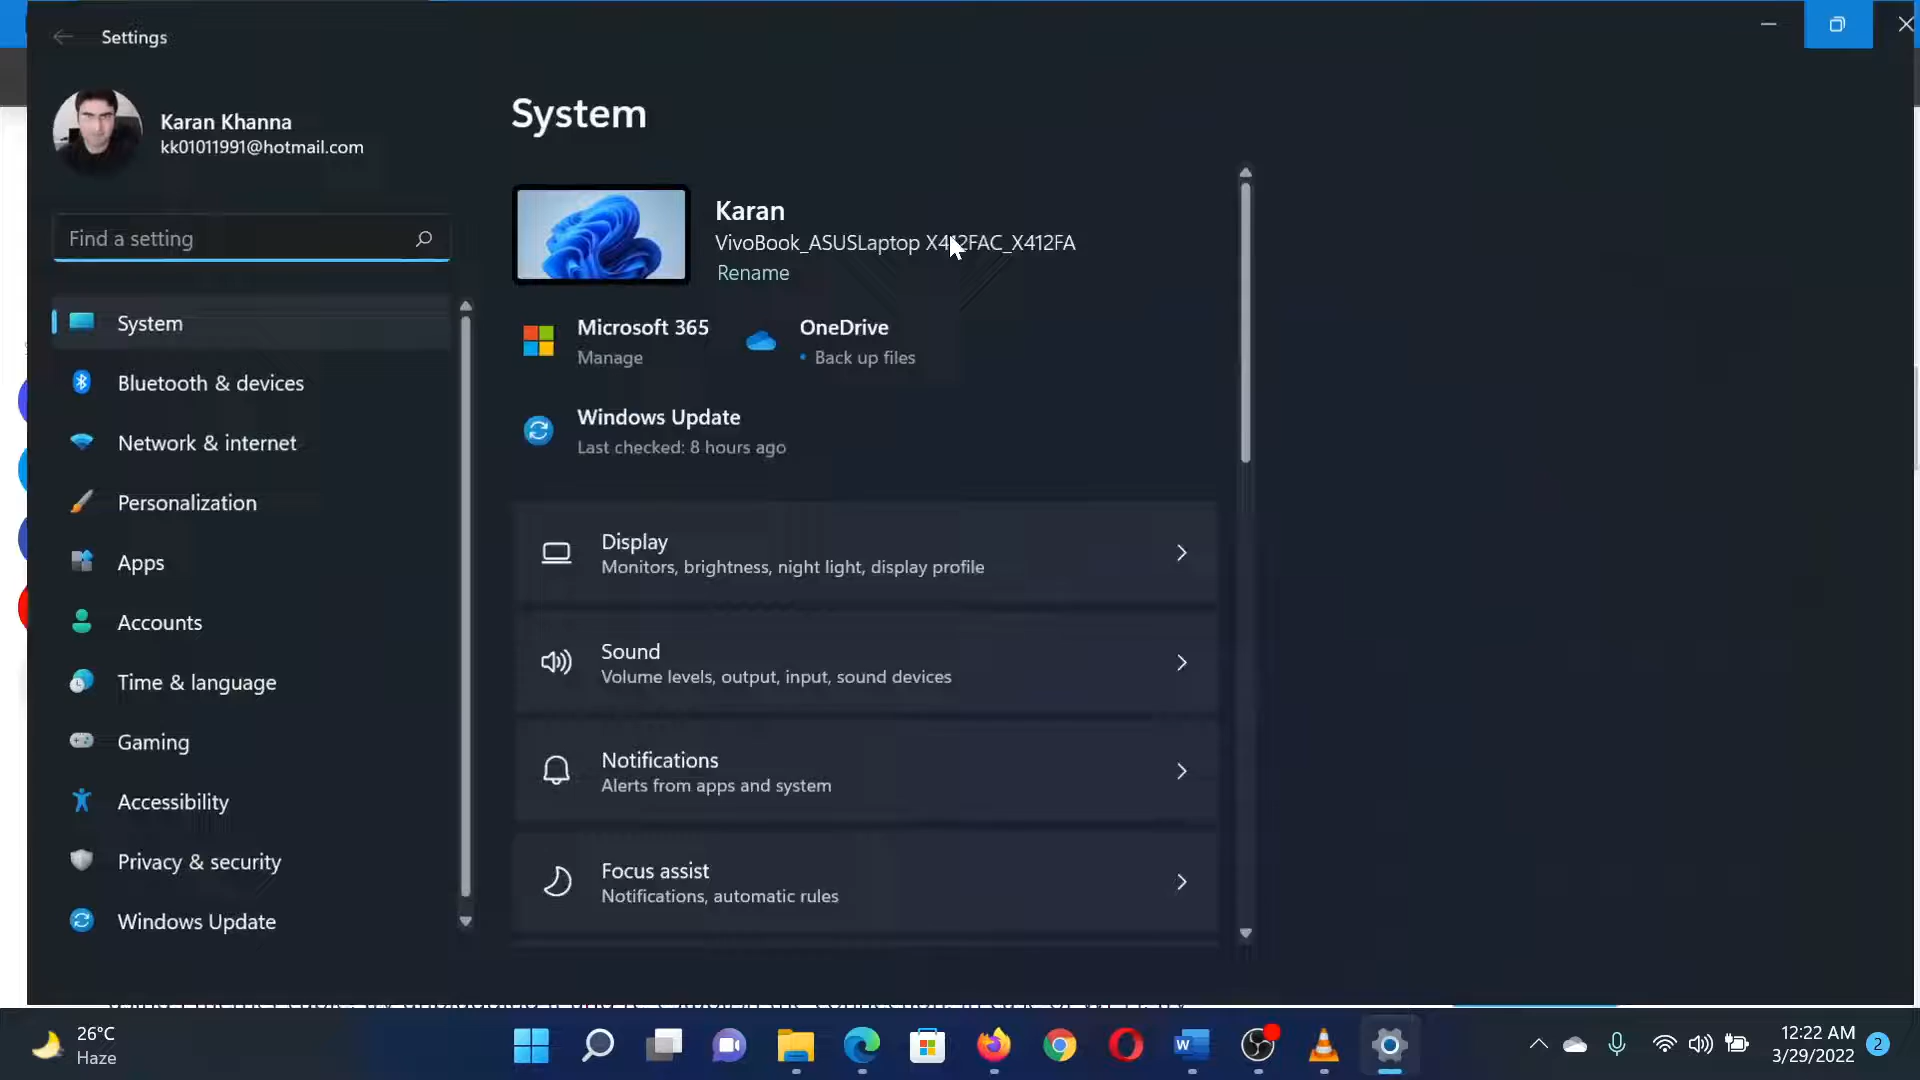 Settings
Karan Khanna
kk01011991@hotmail.com
Find a setting
System
Bluetooth & devices
Network & internet
Personalization
Apps
Accounts
Time & language
Gaming
Accessibility
Privacy & security
Windows Update
System
Karan
VivoBook_ASUSLaptop X412FAC_X412FA
Rename
Microsoft 365
Manage
OneDrive
Back up files
Windows Update
Last checked: 8 hours ago
Display
Monitors, brightness, night light, display profile
Sound
Volume levels, output, input, sound devices
Notifications
Alerts from apps and system
Focus assist
Notifications, automatic rules
26°C
Haze
W
12:22 AM
3/29/2022
2